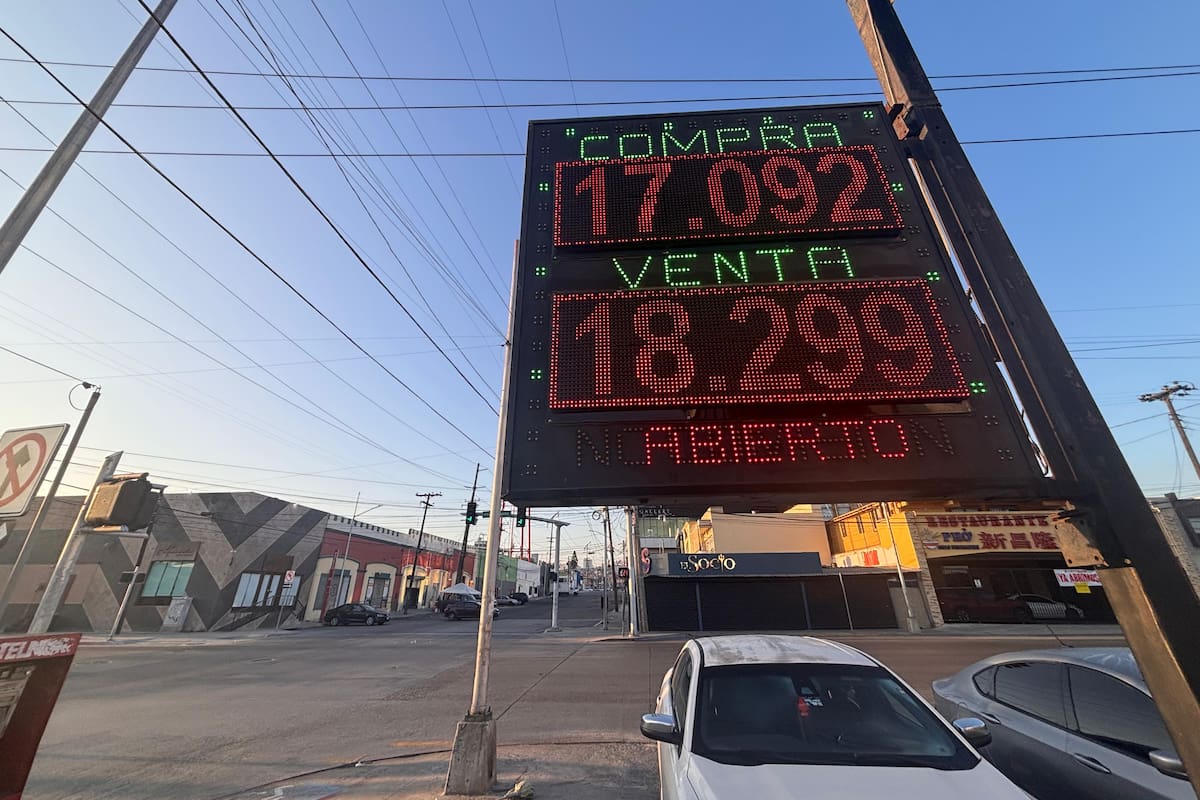 "COMPRA"
17.092
VENTA
18.299
ABIERTO
El Socio
RESTAURANTE
新昌隆
YA ABRIMOS